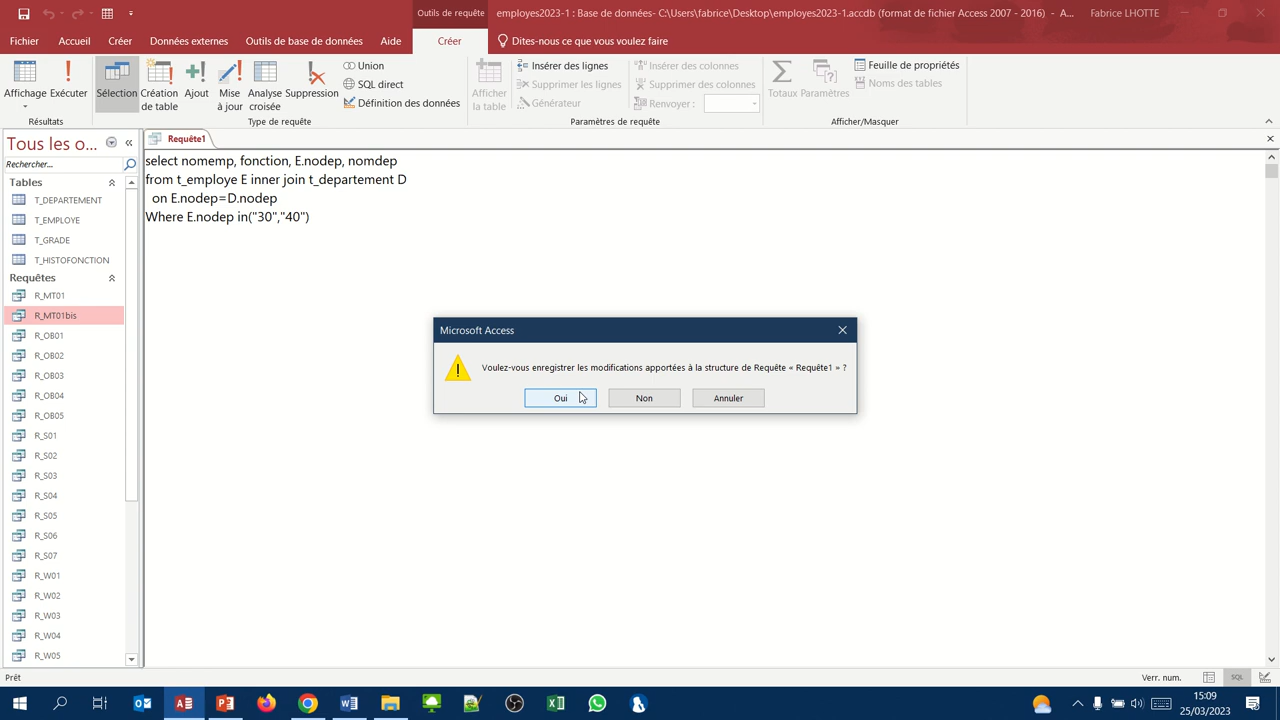 Outils de requête
employes2023-1 : Base de données- C:\Users\fabrice\Desktop\employes2023-1.accdb (format de fichier Access 2007 - 2016) - A...
Fabrice LHOTTE
Fichier
Accueil
Créer
Données externes
Outils de base de données
Aide
Créer
Dites-nous ce que vous voulez faire
Affichage
Exécuter
Résultats
Sélection
Création de table
Ajout
Mise à jour
Analyse croisée
Suppression
Union
SQL direct
Définition des données
Type de requête
Afficher la table
Insérer des lignes
Supprimer les lignes
Générateur
Insérer des colonnes
Supprimer des colonnes
Renvoyer :
Paramètres de requête
Totaux
Paramètres
Feuille de propriétés
Noms des tables
Afficher/Masquer
Tous les o...
Rechercher...
Tables
T_DEPARTEMENT
T_EMPLOYE
T_GRADE
T_HISTOFONCTION
Requêtes
R_MT01
R_MT01bis
R_OB01
R_OB02
R_OB03
R_OB04
R_OB05
R_S01
R_S02
R_S03
R_S04
R_S05
R_S06
R_S07
R_W01
R_W02
R_W03
R_W04
R_W05
Requête1
select nomemp, fonction, E.nodep, nomdep
from t_employe E inner join t_departement D
on E.nodep=D.nodep
Where E.nodep in("30","40")
Microsoft Access
Voulez-vous enregistrer les modifications apportées à la structure de Requête « Requête1 » ?
Oui
Non
Annuler
Prêt
Verr. num.
SQL
15:09
25/03/2023